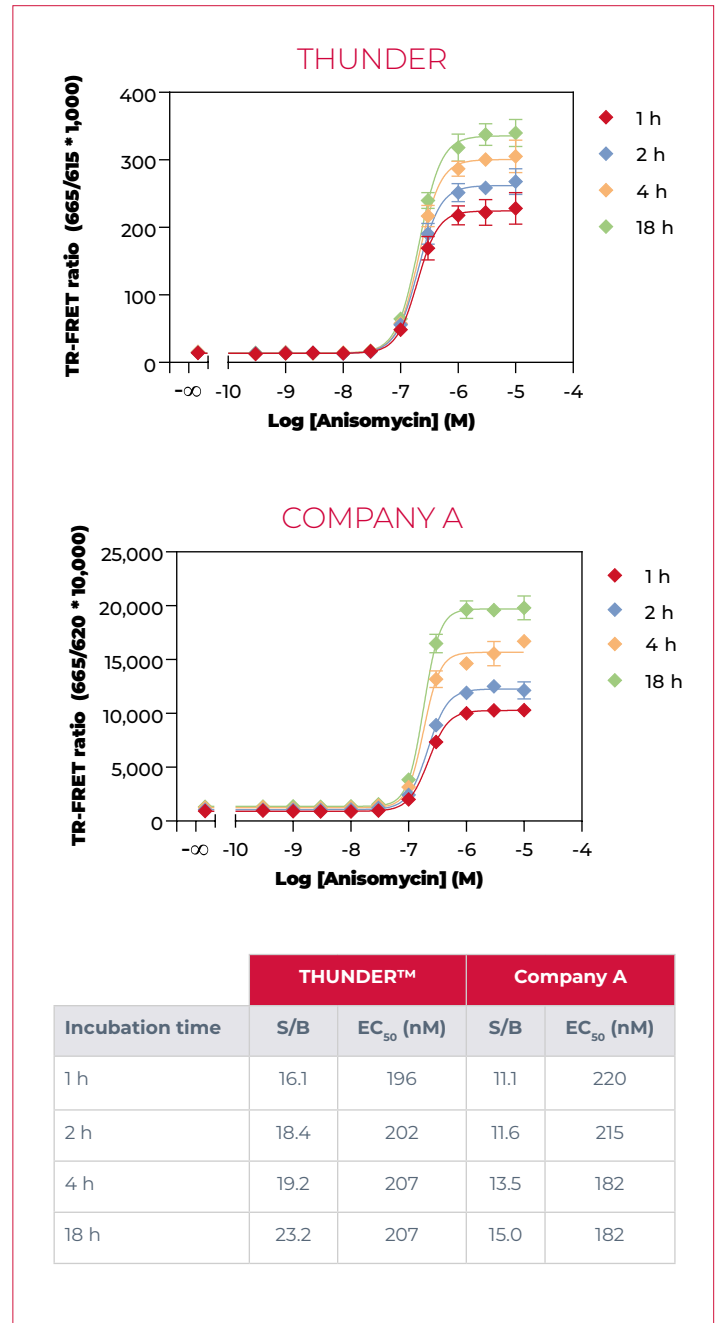 THUNDER
TR-FRET ratio (665/615 * 1,000)
400
300
200
100
0
-∞ -10 -9 -8 -7 -6 -5 -4
Log [Anisomycin] (M)
1 h
2 h
4 h
18 h
COMPANY A
TR-FRET ratio (665/620 * 10,000)
25,000
20,000
15,000
10,000
5,000
0
-∞ -10 -9 -8 -7 -6 -5 -4
Log [Anisomycin] (M)
1 h
2 h
4 h
18 h
THUNDER™ Company A
Incubation time S/B EC50 (nM) S/B EC50 (nM)
1 h 16.1 196 11.1 220
2 h 18.4 202 11.6 215
4 h 19.2 207 13.5 182
18 h 23.2 207 15.0 182